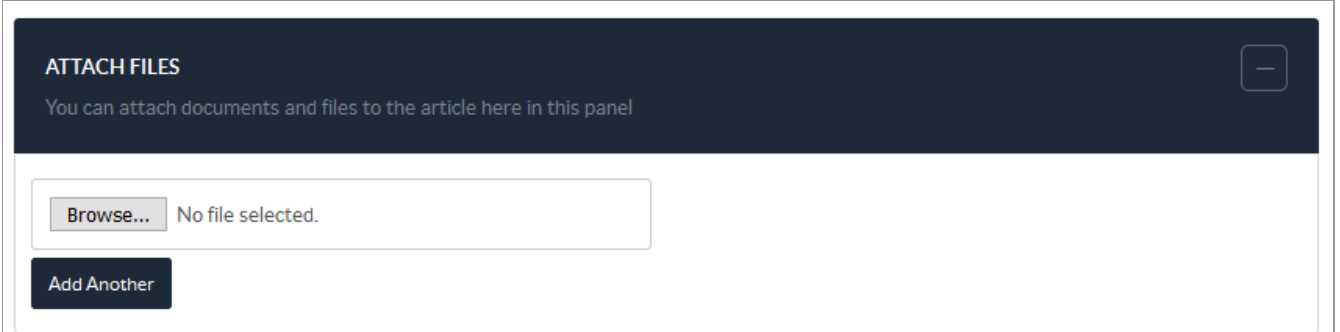 ATTACH FILES
You can attach documents and files to the article here in this panel
Browse... No file selected.
Add Another